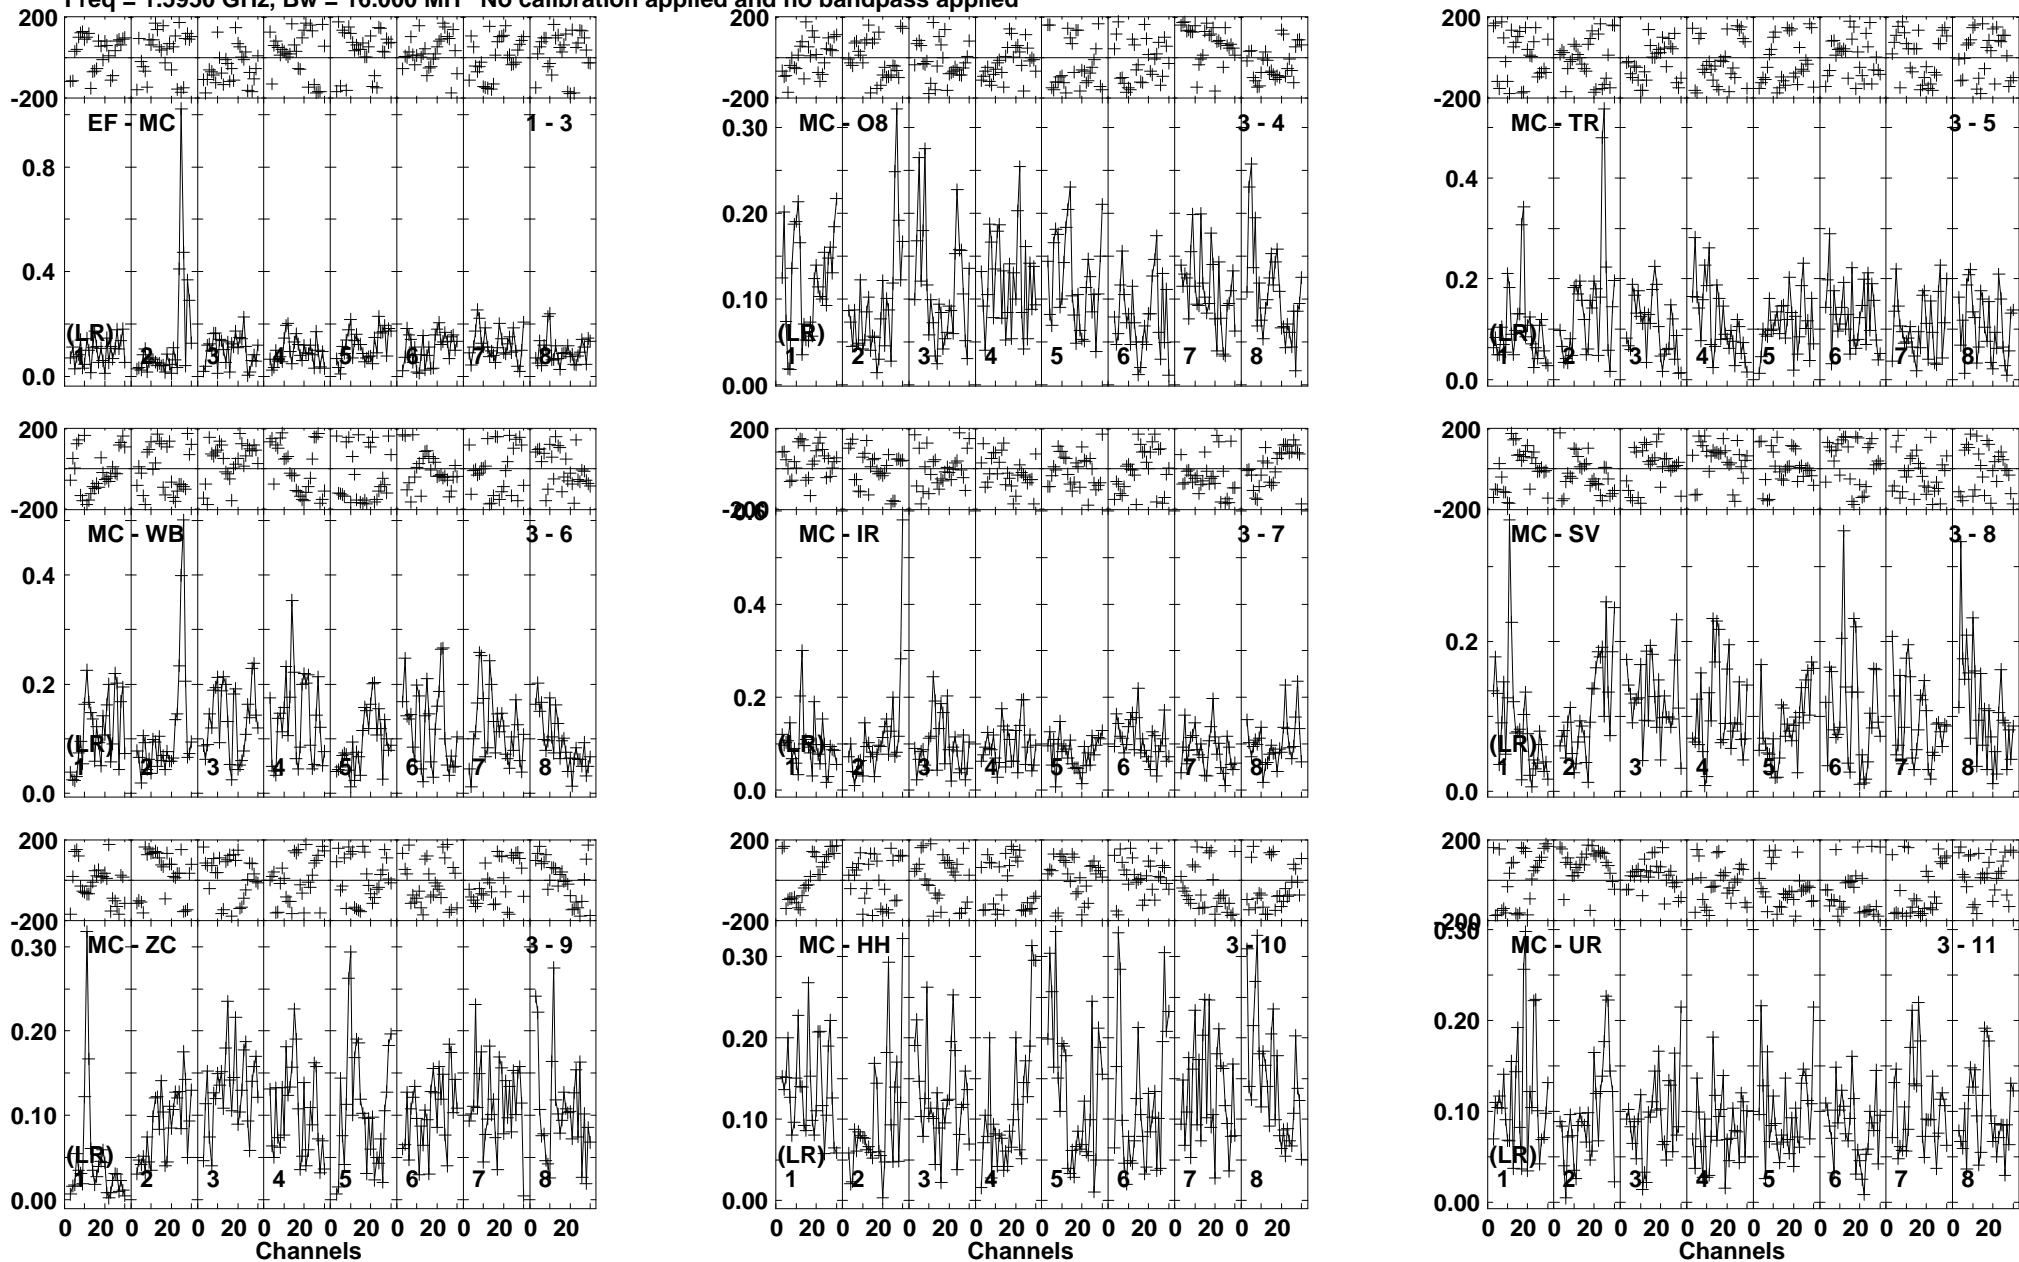 Freq = 1.5950 GHz, Bw = 16.000 MH No calibration applied and no bandpass applied
200 200 200
-200 -200 -200
EF - MC 1 - 3 MC - O8 3 - 4 MC - TR 3 - 5
0.8 0.30 0.4
0.4 0.20 0.2
0.0 0.10 0.0
0.00
(LR) (LR) (LR)
1 2 3 4 5 6 7 8 1 2 3 4 5 6 7 8 1 2 3 4 5 6 7 8
200 200 200
-200 -200 -200
0.6
MC - WB 3 - 6 MC - IR 3 - 7 MC - SV 3 - 8
0.4 0.4 0.2
0.2 0.2 0.0
0.0 0.0
(LR) (LR) (LR)
1 2 3 4 5 6 7 8 1 2 3 4 5 6 7 8 1 2 3 4 5 6 7 8
200 200 200
-200 -200 -200
MC - ZC 3 - 9 MC - HH 3 - 10 MC - UR 3 - 11
0.30 0.30 0.30
0.20 0.20 0.20
0.10 0.10 0.10
0.00 0.00 0.00
(LR) (LR) (LR)
1 2 3 4 5 6 7 8 1 2 3 4 5 6 7 8 1 2 3 4 5 6 7 8
0 20 0 20 0 20 0 20 0 20 0 20 0 20 0 20 0 20 0 20 0 20 0 20 0 20 0 20 0 20 0 20 0 20 0 20 0 20 0 20 0 20 0 20 0 20 0 20
Channels Channels Channels